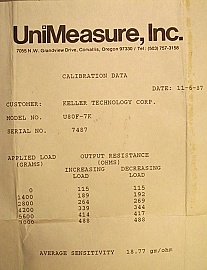 UniMeasure, Inc.
7055 N.W. Grandview Drive, Corvallis, Oregon 97330 / Tel: (503) 757-3158
CALIBRATION DATA
DATE: 11-6-87
CUSTOMER: KELLER TECHNOLOGY CORP.
MODEL NO. U80F-7K
SERIAL NO. 7487
APPLIED LOAD OUTPUT RESISTANCE
(GRAMS) (OHMS)
INCREASING DECREASING
LOAD LOAD
0 115 115
1400 189 192
2800 264 269
4200 339 344
5600 414 417
7000 488 488
AVERAGE SENSITIVITY 18.77 gs/ohm